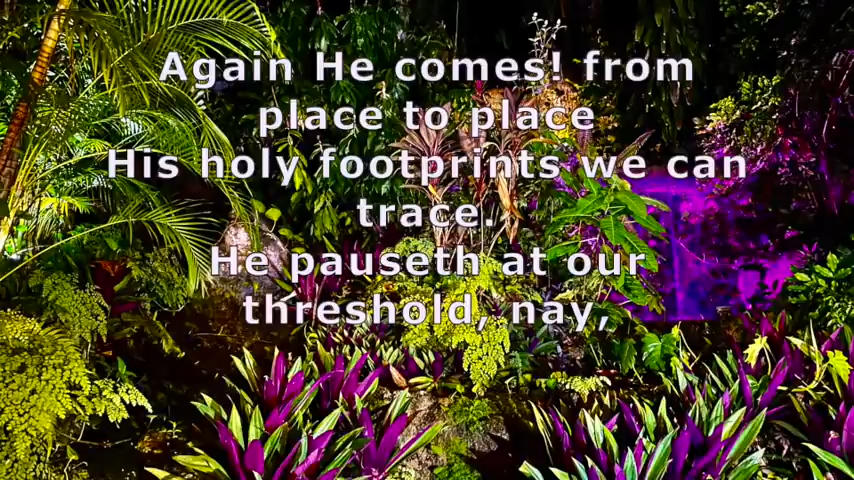 Again He comes! from
place to place
His holy footprints we can
trace.
He pauseth at our
threshold, nay,